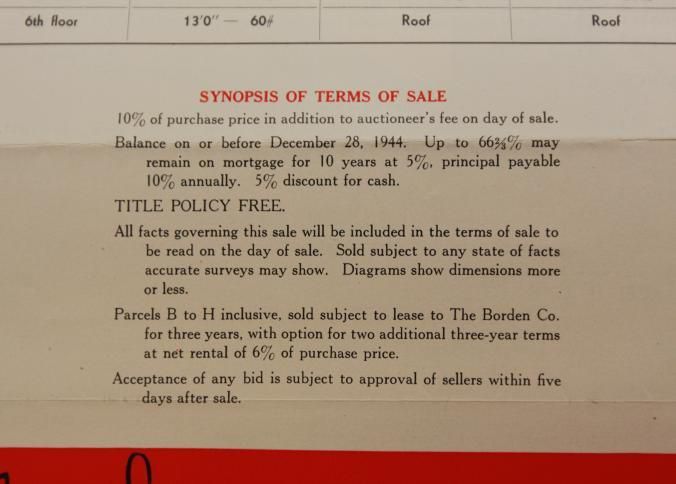 6th floor 13'0" — 60# Roof Roof
SYNOPSIS OF TERMS OF SALE
10% of purchase price in addition to auctioneer's fee on day of sale.
Balance on or before December 28, 1944. Up to 66⅔% may
remain on mortgage for 10 years at 5%, principal payable
10% annually. 5% discount for cash.
TITLE POLICY FREE.
All facts governing this sale will be included in the terms of sale to
be read on the day of sale. Sold subject to any state of facts
accurate surveys may show. Diagrams show dimensions more
or less.
Parcels B to H inclusive, sold subject to lease to The Borden Co.
for three years, with option for two additional three-year terms
at net rental of 6% of purchase price.
Acceptance of any bid is subject to approval of sellers within five
days after sale.